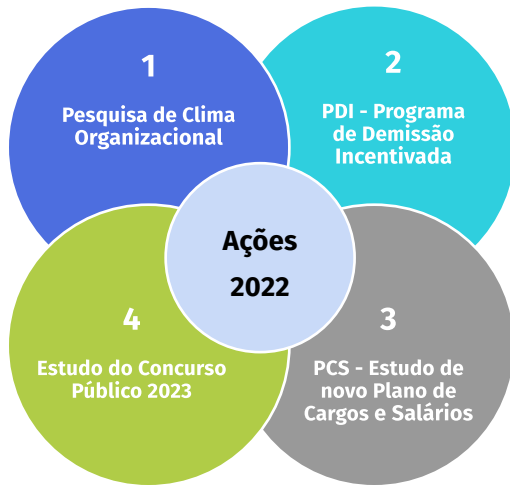 1
Pesquisa de Clima
Organizacional
2
PDI - Programa
de Demissão
Incentivada
Ações
2022
4
Estudo do Concurso
Público 2023
3
PCS - Estudo de
novo Plano de
Cargos e Salários